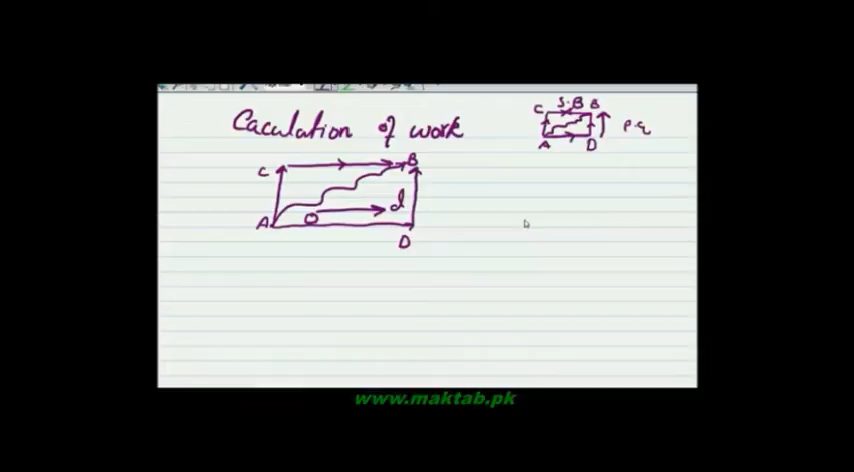 Caculation of work
C S.B B
A D
C B
A d
D
www.maktab.pk